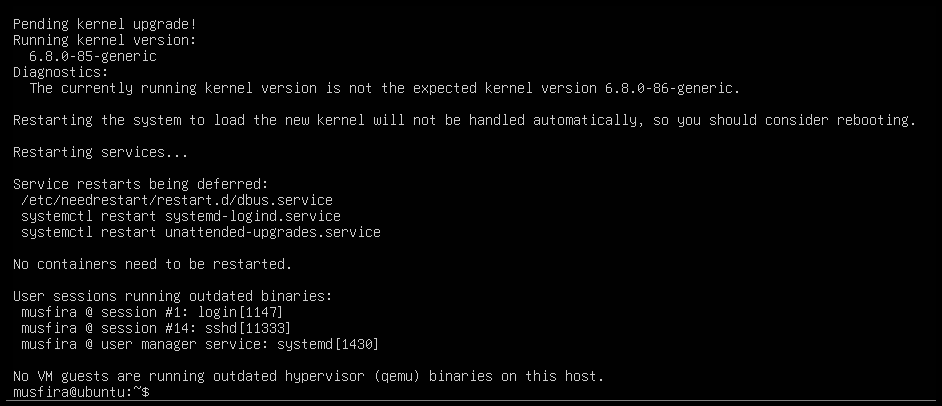 Pending kernel upgrade!
Running kernel version:
  6.8.0-85-generic
Diagnostics:
  The currently running kernel version is not the expected kernel version 6.8.0-86-generic.
Restarting the system to load the new kernel will not be handled automatically, so you should consider rebooting.
Restarting services...
Service restarts being deferred:
 /etc/needrestart/restart.d/dbus.service
 systemctl restart systemd-logind.service
 systemctl restart unattended-upgrades.service
No containers need to be restarted.
User sessions running outdated binaries:
 musfira @ session #1: login[1147]
 musfira @ session #14: sshd[11333]
 musfira @ user manager service: systemd[1430]
No VM guests are running outdated hypervisor (qemu) binaries on this host.
musfira@ubuntu:~$